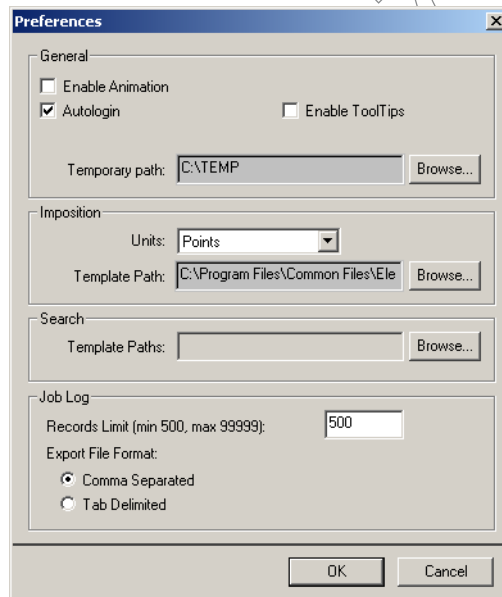 Preferences
General
Enable Animation
Autologin Enable ToolTips
Temporary path: C:\TEMP Browse...
Imposition
Units: Points
Template Path: C:\Program Files\Common Files\Ele Browse...
Search
Template Paths: Browse...
Job Log
Records Limit (min 500, max 99999): 500
Export File Format:
Comma Separated
Tab Delimited
OK Cancel